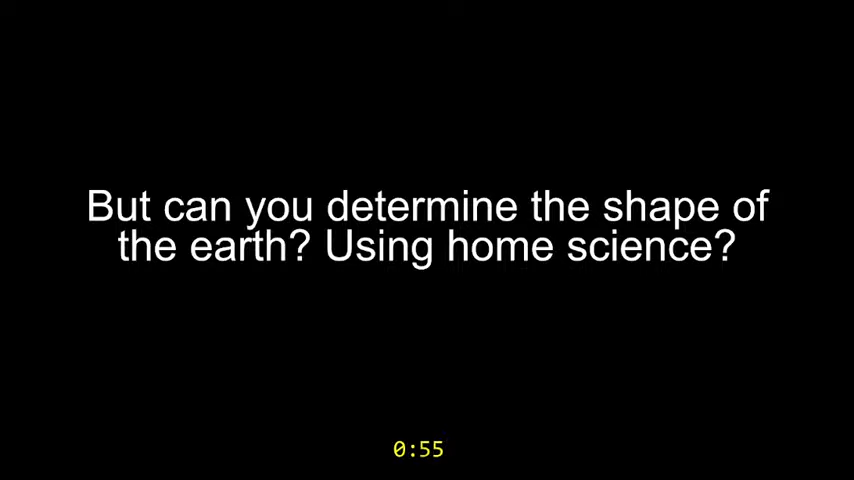 But can you determine the shape of
the earth? Using home science?
0:55